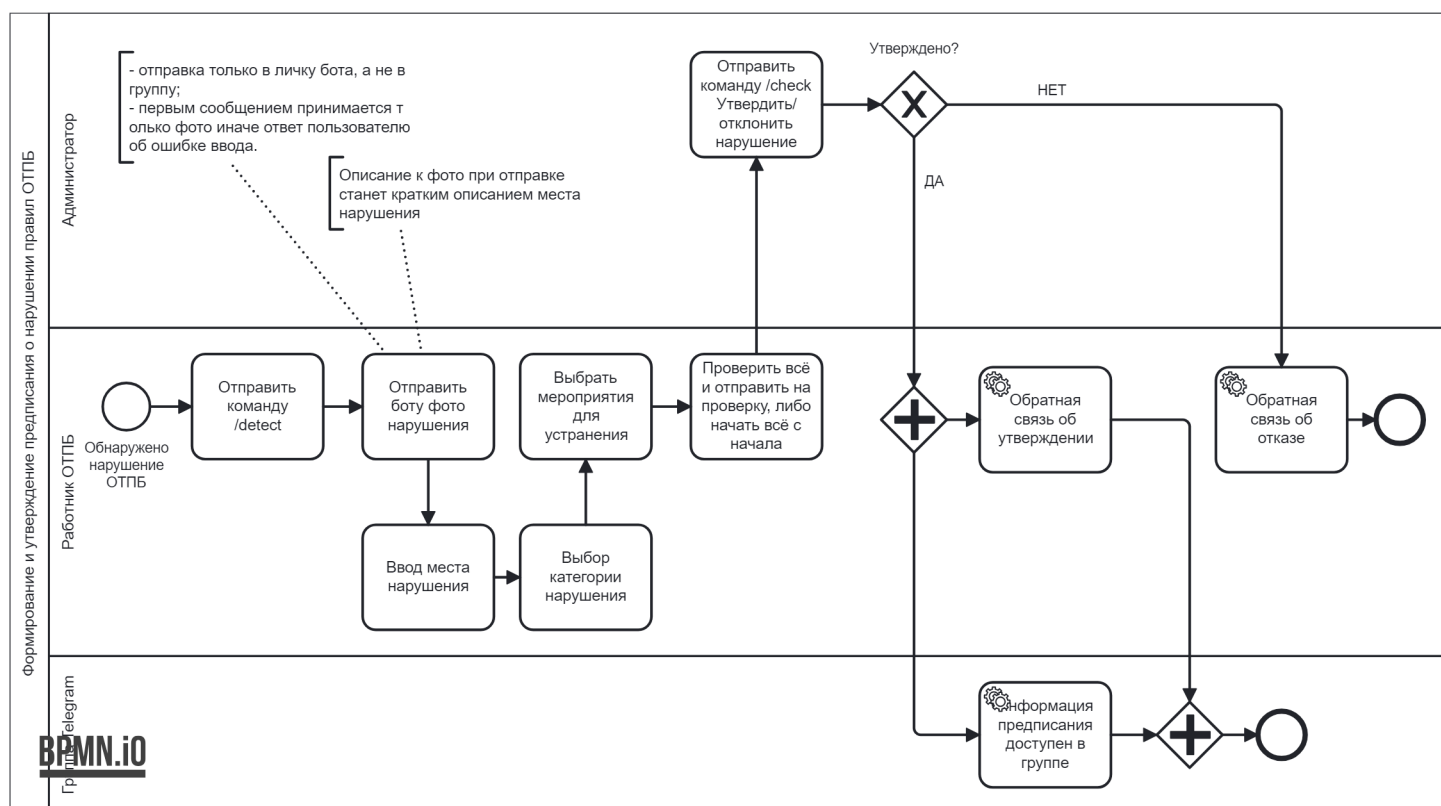 Формирование и утверждение предписания о нарушении правил ОТПБ
Администратор
- отправка только в личку бота, а не в
группу;
- первым сообщением принимается т
олько фото иначе ответ пользователю
об ошибке ввода.
Описание к фото при отправке
станет кратким описанием места
нарушения
Отправить
команду /check
Утвердить/
отклонить
нарушение
Утверждено?
НЕТ
ДА
Работник ОТПБ
Обнаружено
нарушение
ОТПБ
Отправить
команду
/detect
Отправить
боту фото
нарушения
Ввод места
нарушения
Выбор
категории
нарушения
Выбрать
мероприятия
для
устранения
Проверить всё
и отправить на
проверку, либо
начать всё с
начала
Обратная
связь об
утверждении
Обратная
связь об
отказе
Telegram
нформация
предписания
доступен в
группе
BPMN.iO